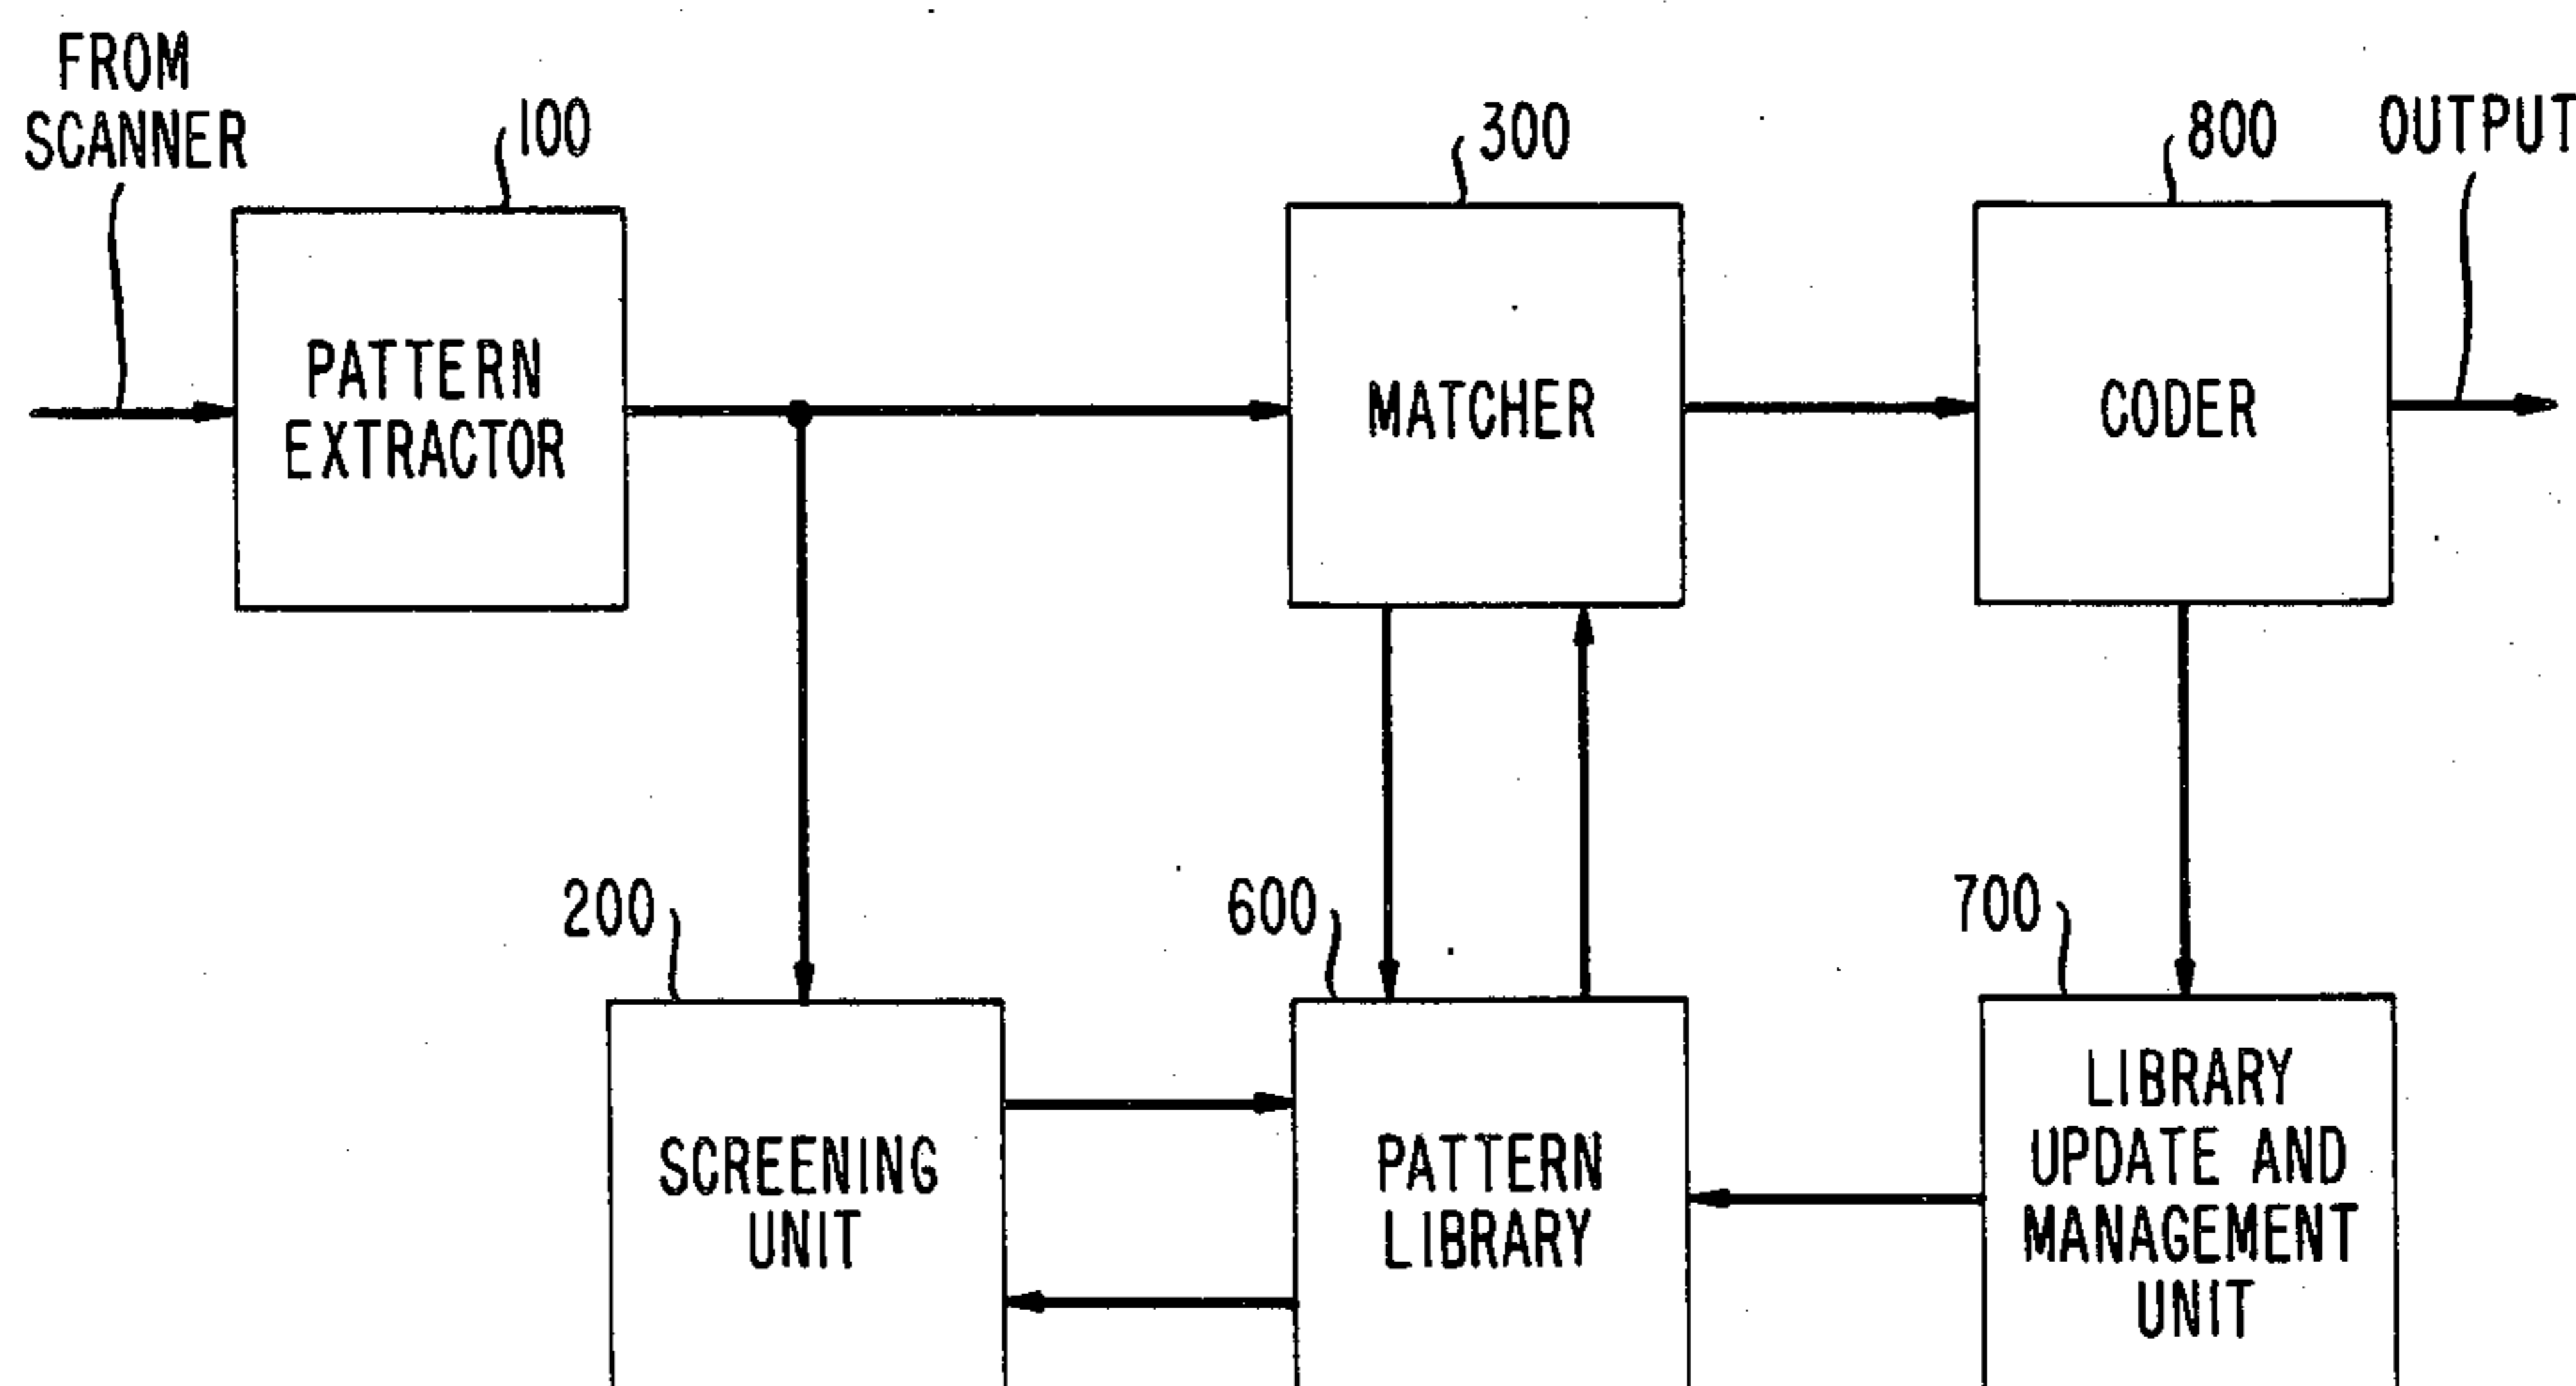 FROM
SCANNER
100
300
800
OUTPUT
PATTERN
EXTRACTOR
MATCHER
CODER
200
600
700
SCREENING
UNIT
PATTERN
LIBRARY
LIBRARY
UPDATE AND
MANAGEMENT
UNIT